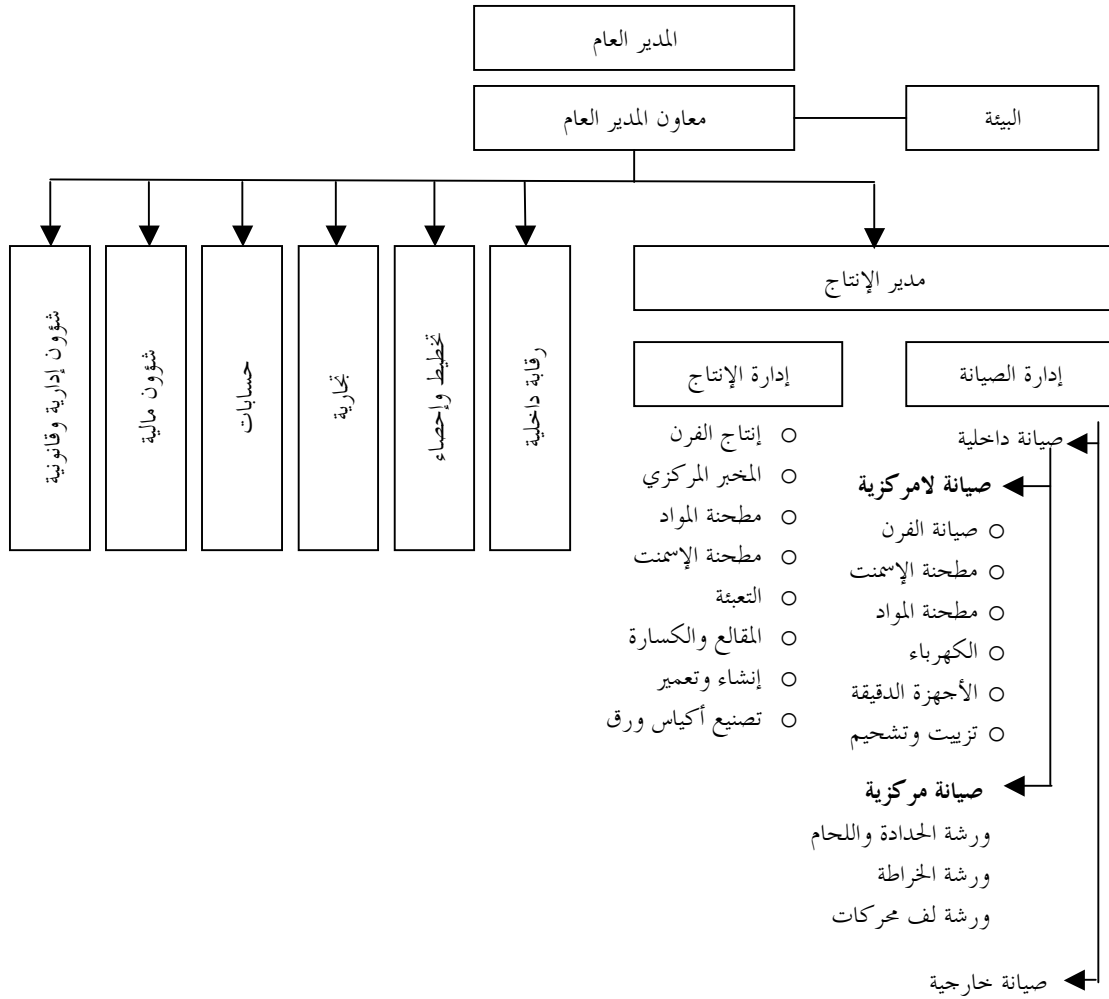 المدير العام
معاون المدير العام
البيئة
مدير الإنتاج
رقابة داخلية
تخطيط وإحصاء
تجارية
حسابات
شؤون مالية
شؤون إدارية وقانونية
إدارة الصيانة
صيانة داخلية
صيانة لامركزية
صيانة الفرن
مطحنة الإسمنت
مطحنة المواد
الكهرباء
الأجهزة الدقيقة
تزييت وتشحيم
صيانة مركزية
ورشة الحدادة واللحام
ورشة الخراطة
ورشة لف محركات
صيانة خارجية
إدارة الإنتاج
إنتاج الفرن
المخبر المركزي
مطحنة المواد
مطحنة الإسمنت
التعبئة
المقالع والكسارة
إنشاء وتعمير
تصنيع أكياس ورق